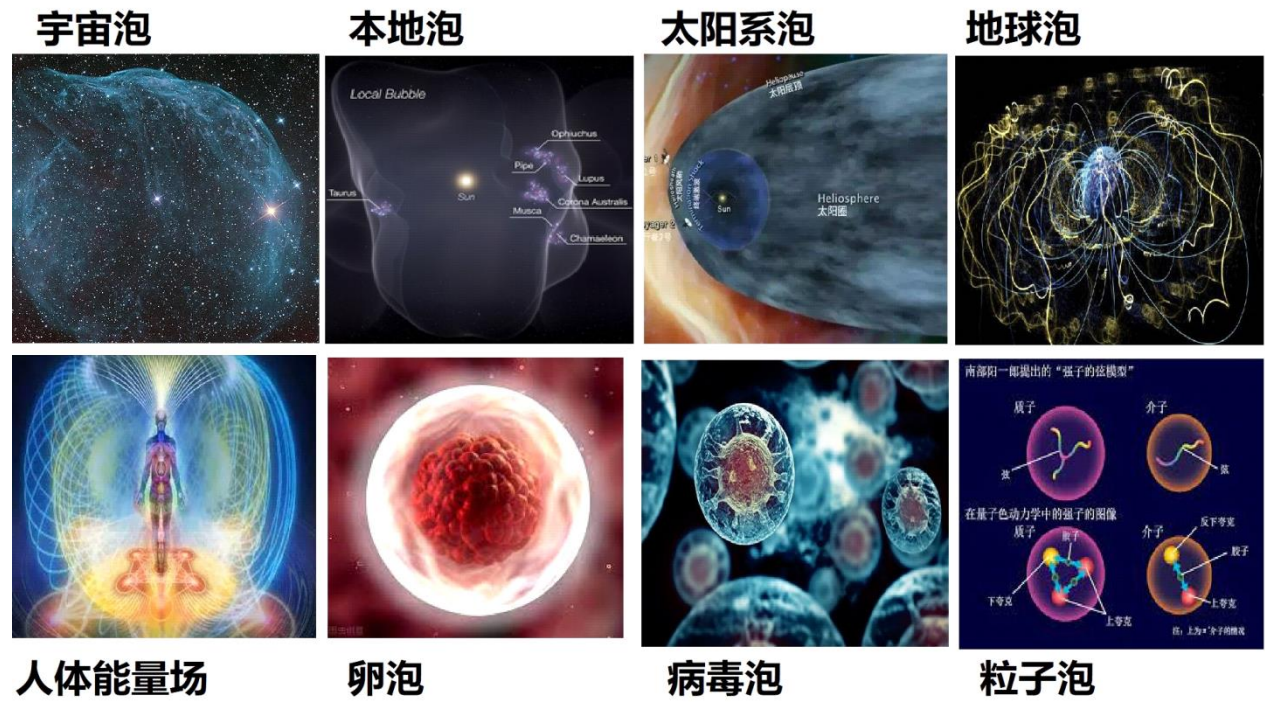 宇宙泡
本地泡
太阳系泡
地球泡
Local Bubble
Ophiuchus
Pipe
Lupus
Taurus
Sun
Corona Australis
Musca
Chamaeleon
Heliopause
太阳层顶
Sun
Heliosphere
太阳圈
南部阳一郎提出的“强子的弦模型”
质子
介子
弦
弦
在量子色动力学中的强子的图像
质子
胶子
介子
反下夸克
胶子
下夸克
上夸克
上夸克
人体能量场
卵泡
病毒泡
粒子泡